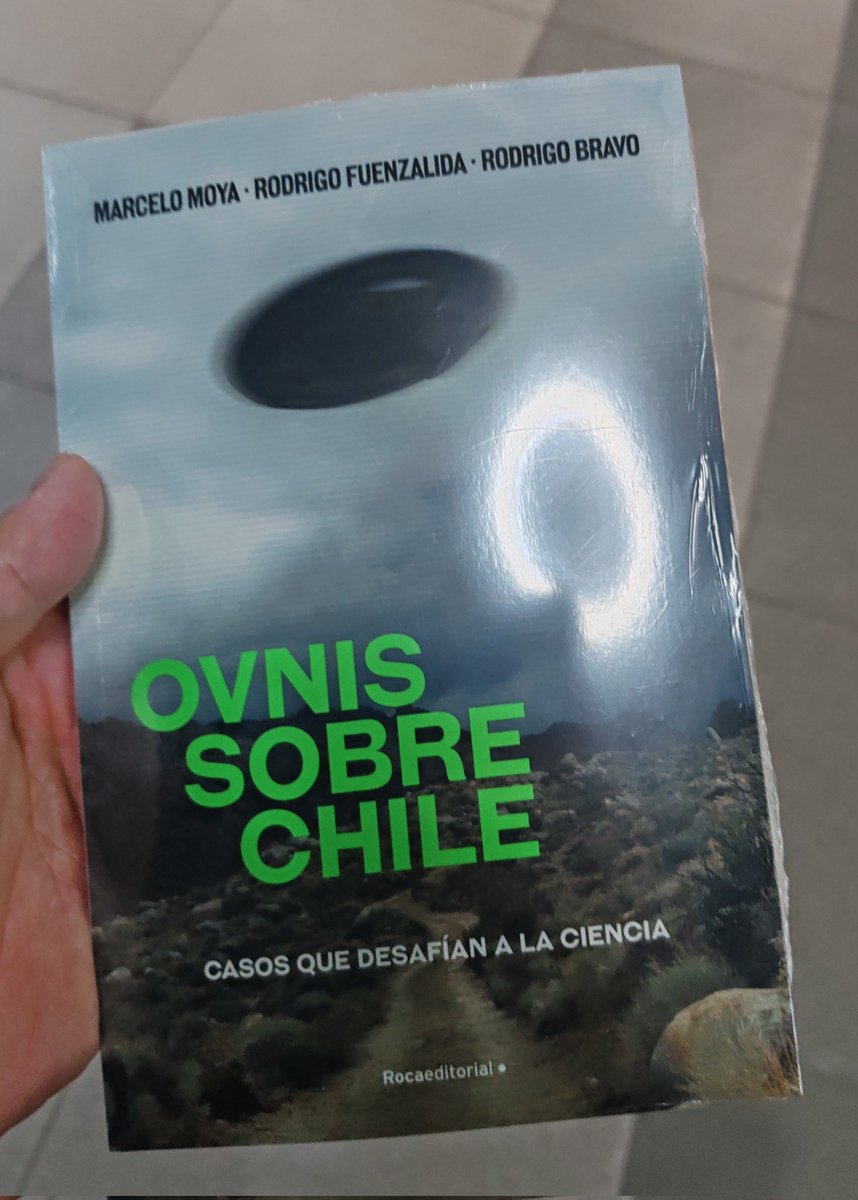 MARCELO MOYA · RODRIGO FUENZALIDA · RODRIGO BRAVO
OVNIS
SOBRE
CHILE
CASOS QUE DESAFÍAN A LA CIENCIA
Rocaeditorial